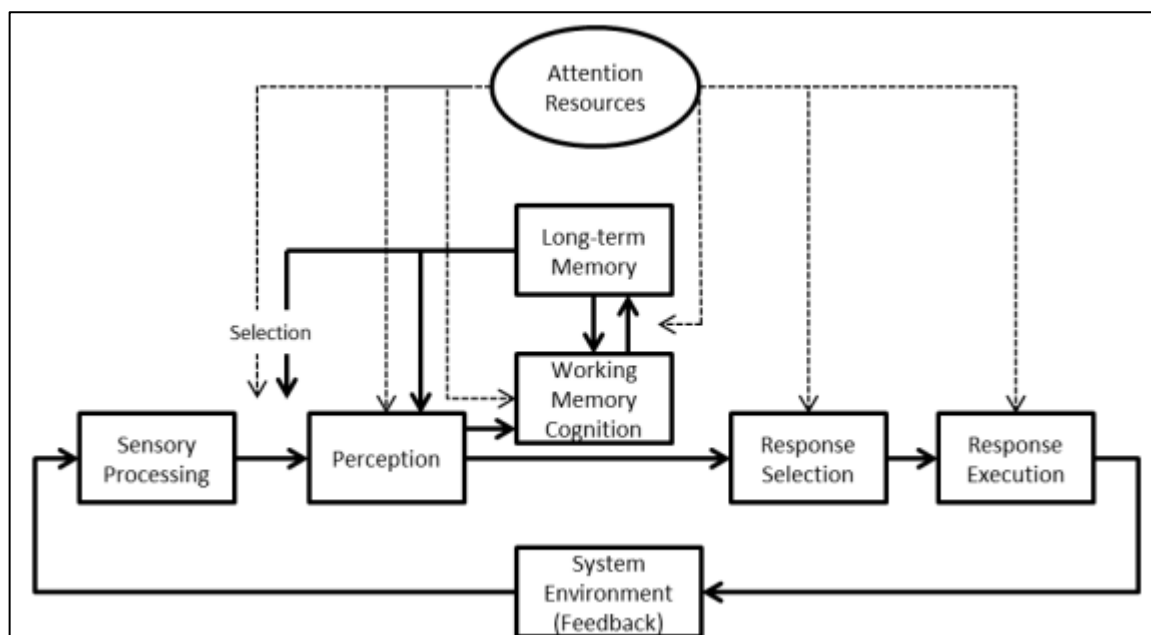 Attention
Resources
Long-term
Memory
Selection
Working
Memory
Cognition
Sensory
Processing
Perception
Response
Selection
Response
Execution
System
Environment
(Feedback)